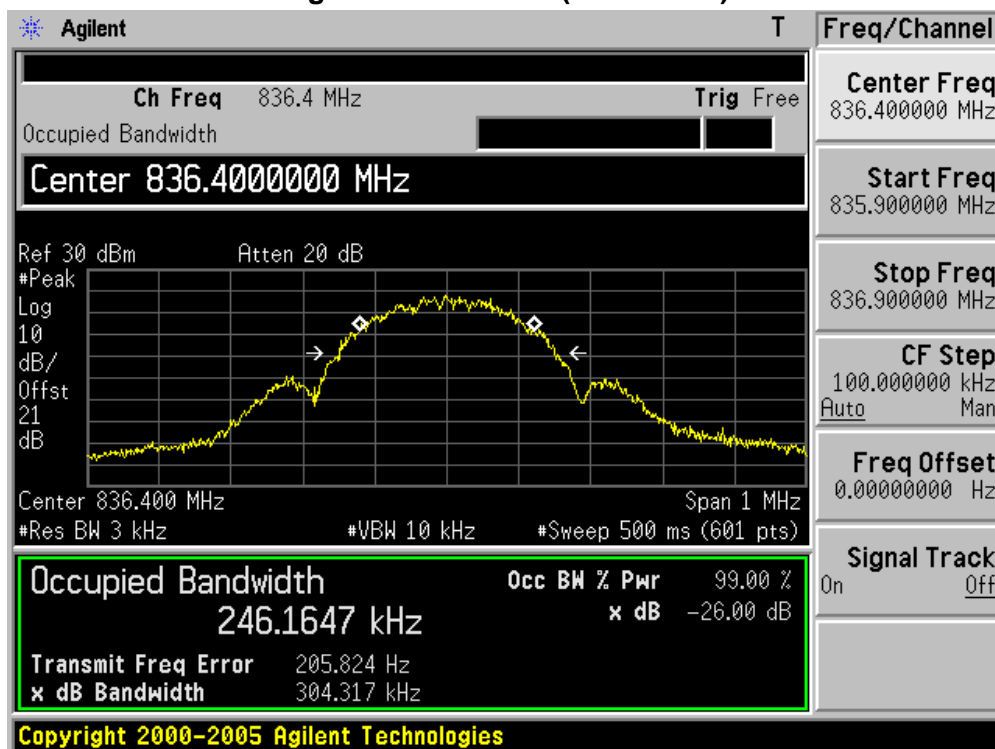 Agilent
T
Freq/Channel
Ch Freq 836.4 MHz
Trig Free
Occupied Bandwidth
Center 836.4000000 MHz
Ref 30 dBm
Atten 20 dB
#Peak
Log
10
dB/
Offst
21
dB
Center 836.400 MHz
Span 1 MHz
#Res BW 3 kHz
#VBW 10 kHz
#Sweep 500 ms (601 pts)
Occupied Bandwidth
246.1647 kHz
Occ BW % Pwr 99.00 %
x dB -26.00 dB
Transmit Freq Error 205.824 Hz
x dB Bandwidth 304.317 kHz
Center Freq
836.400000 MHz
Start Freq
835.900000 MHz
Stop Freq
836.900000 MHz
CF Step
100.000000 kHz
Auto Man
Freq Offset
0.00000000 Hz
Signal Track
On Off
Copyright 2000-2005 Agilent Technologies